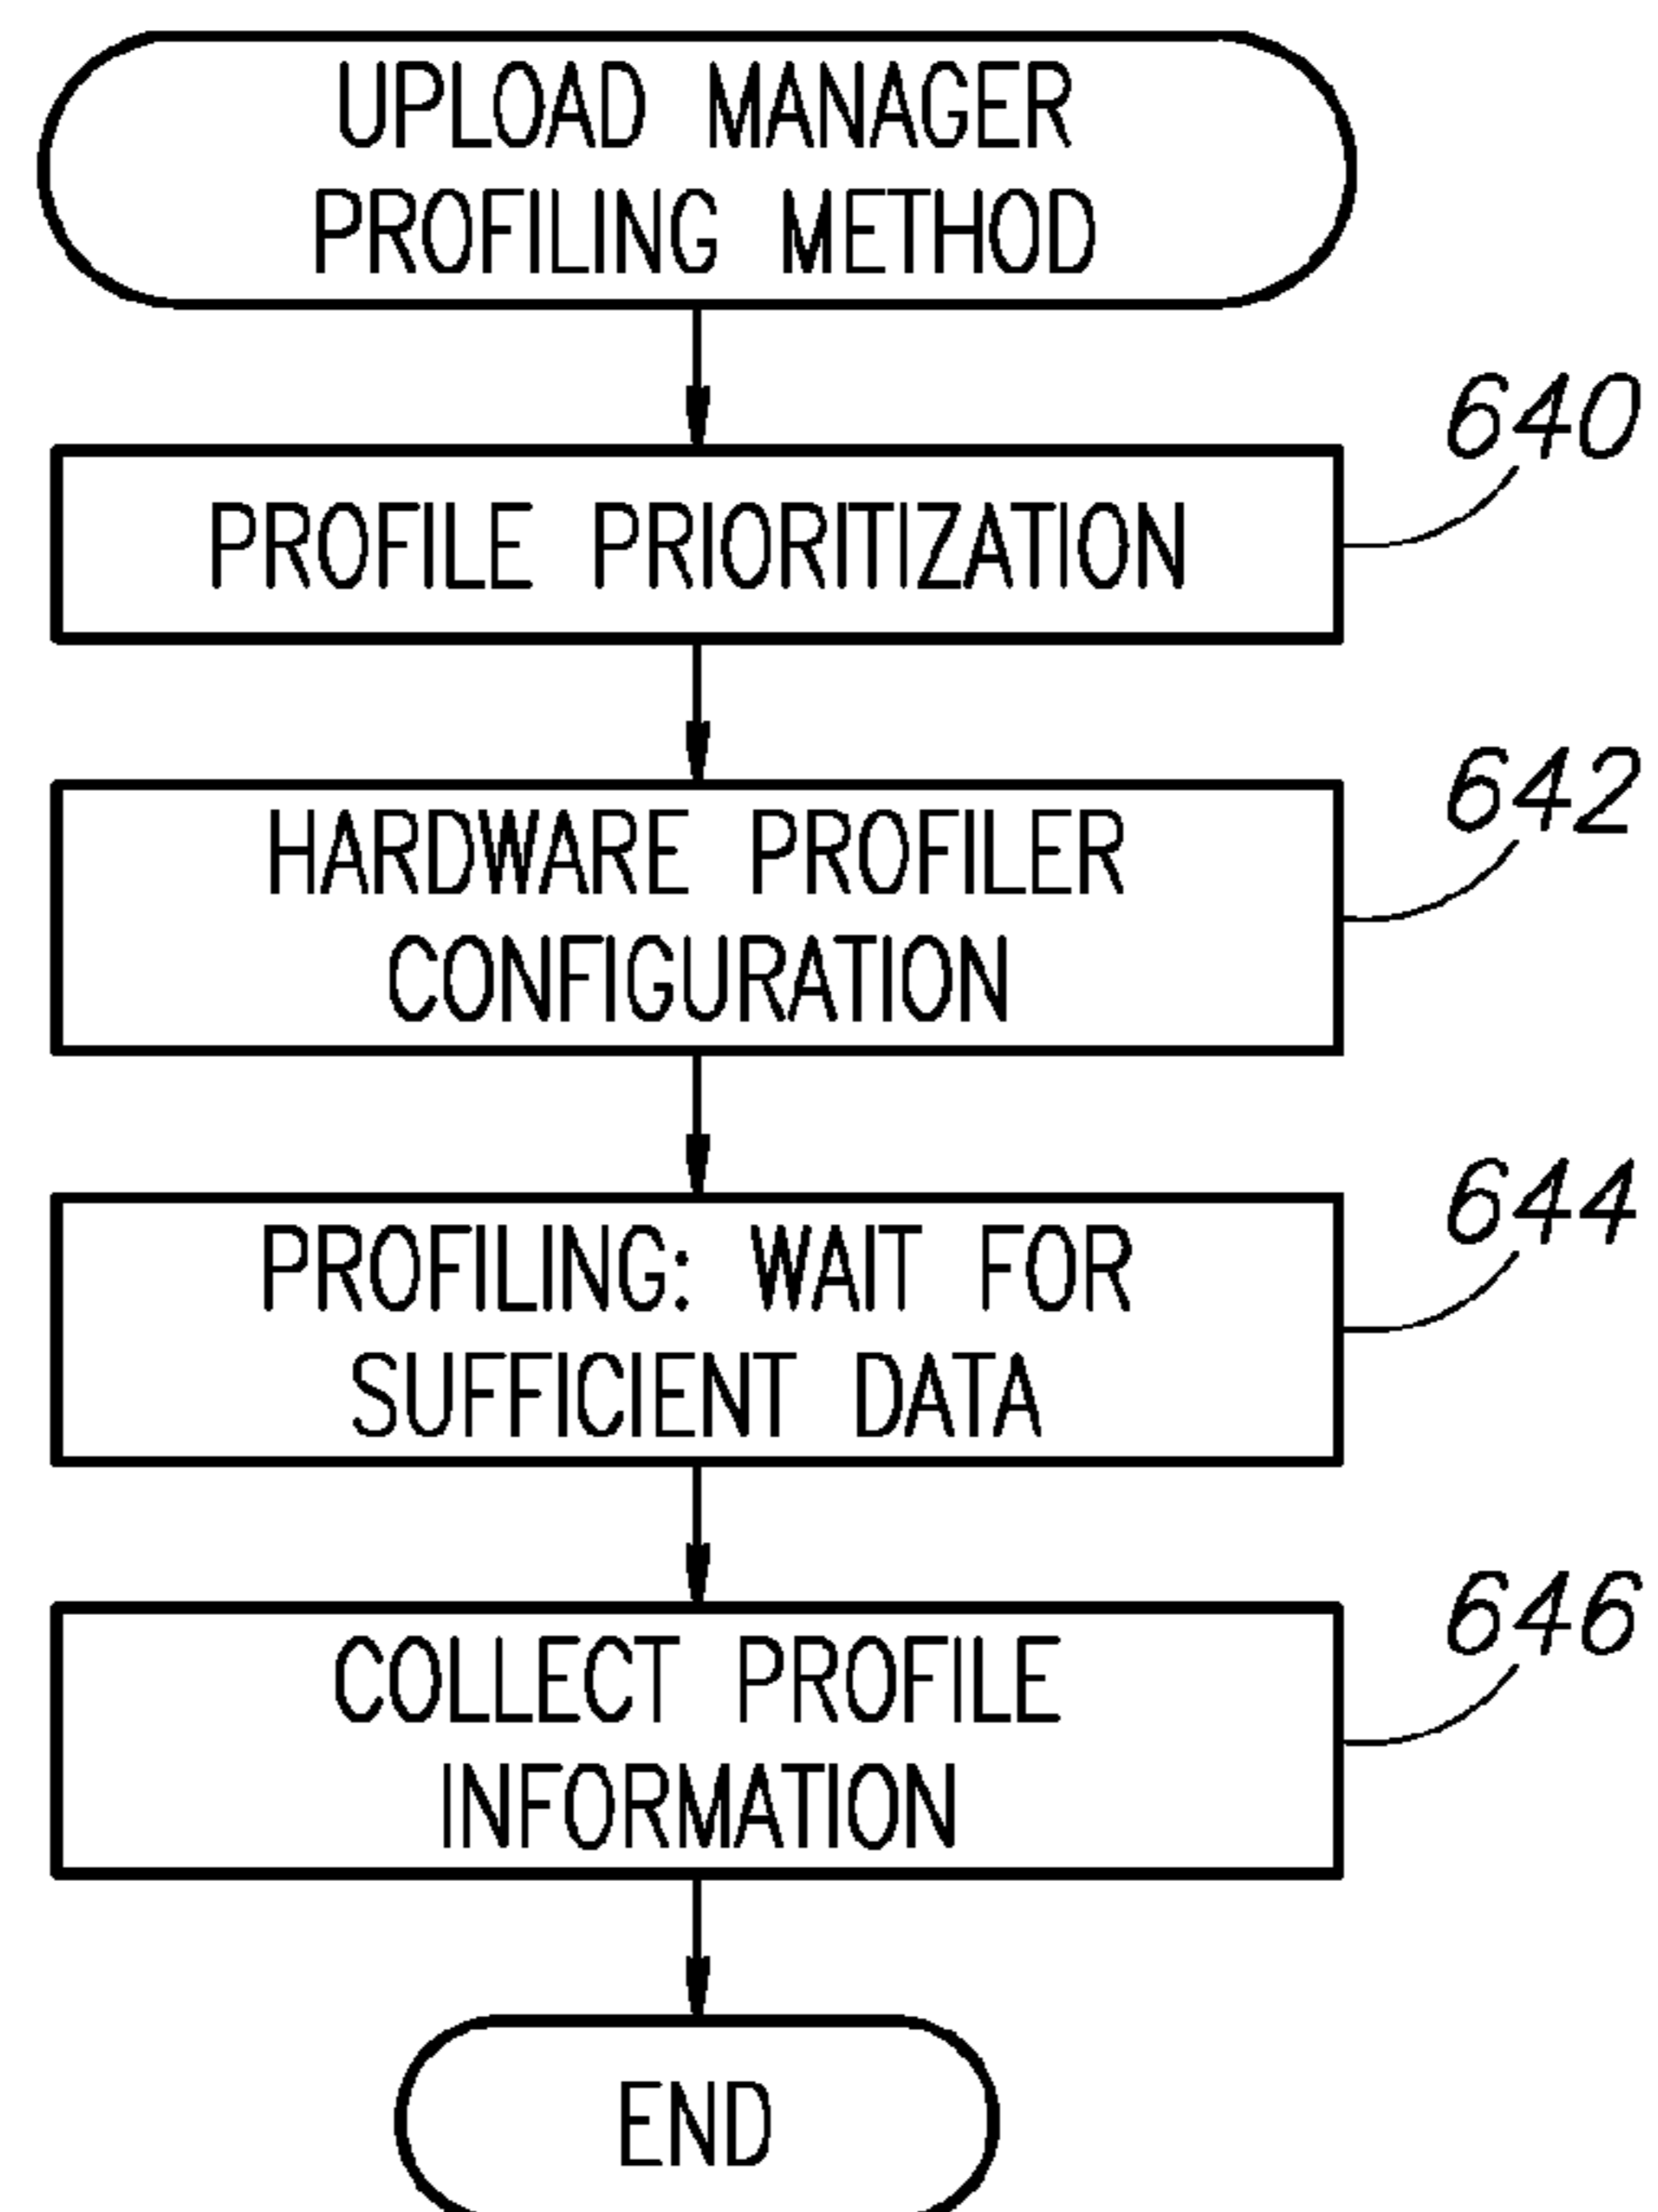 UPLOAD MANAGER
PROFILING METHOD
640
PROFILE PRIORITIZATION
642
HARDWARE PROFILER
CONFIGURATION
644
PROFILING: WAIT FOR
SUFFICIENT DATA
646
COLLECT PROFILE
INFORMATION
END